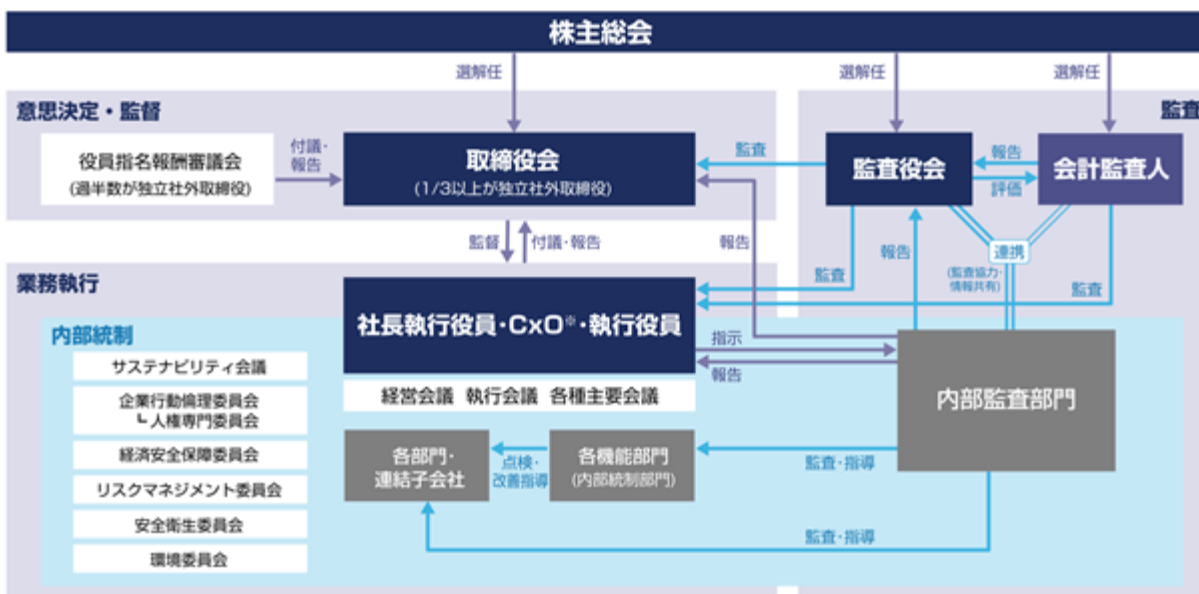 株主総会
選解任
選解任
選解任
意思決定・監督
監査
役員指名報酬審議会
(過半数が独立社外取締役)
付議・
報告
取締役会
(1/3以上が独立社外取締役)
監査
監査役会
報告
評価
会計監査人
監督
付議・報告
報告
報告
連携
(監査協力・
情報共有)
監査
監査
業務執行
社長執行役員・CxO※・執行役員
指示
報告
経営会議 執行会議 各種主要会議
内部統制
サステナビリティ会議
企業行動倫理委員会
┗ 人権専門委員会
経済安全保障委員会
リスクマネジメント委員会
安全衛生委員会
環境委員会
各部門・
連結子会社
点検・
改善指導
各機能部門
(内部統制部門)
監査・指導
内部監査部門
監査・指導